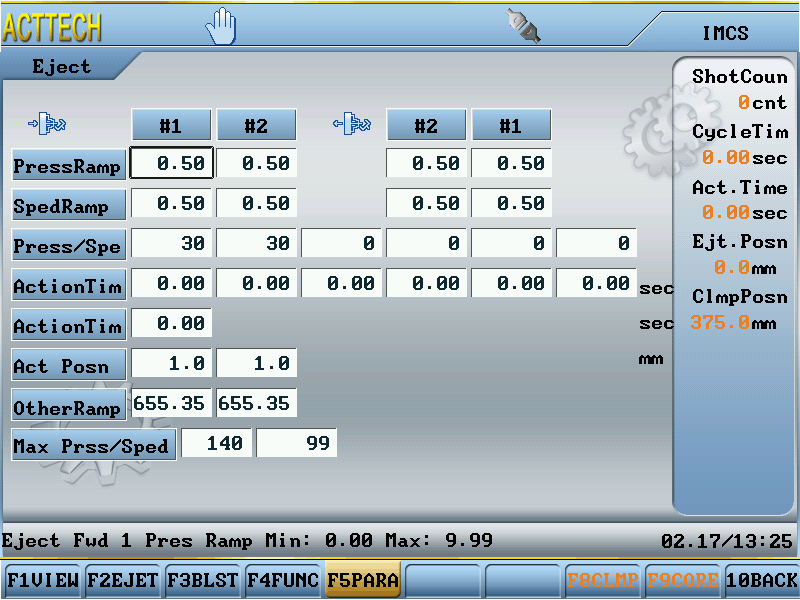 ACTTECH
IMCS
Eject
#1 #2 #2 #1
PressRamp 0.50 0.50 0.50 0.50
SpedRamp 0.50 0.50 0.50 0.50
Press/Spe 30 30 0 0 0 0
ActionTim 0.00 0.00 0.00 0.00 0.00 0.00 sec
ActionTim 0.00 sec
Act Posn 1.0 1.0 mm
OtherRamp 655.35 655.35
Max Prss/Sped 140 99
ShotCoun
0cnt
CycleTim
0.00sec
Act.Time
0.00sec
Ejt.Posn
0.0mm
ClmpPosn
375.0mm
Eject Fwd 1 Pres Ramp Min: 0.00 Max: 9.99 02.17/13:25
F1VIEW F2EJET F3BLST F4FUNC F5PARA F8CLMP F9CORE 10BACK